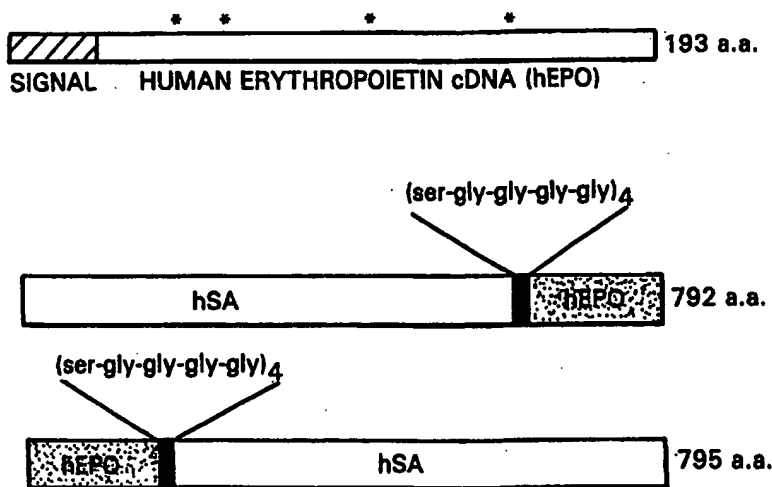 * * * *
193 a.a.
SIGNAL HUMAN ERYTHROPOIETIN cDNA (hEPO)
(ser-gly-gly-gly-gly)4
hSA hEPO 792 a.a.
(ser-gly-gly-gly-gly)4
hEPO hSA 795 a.a.